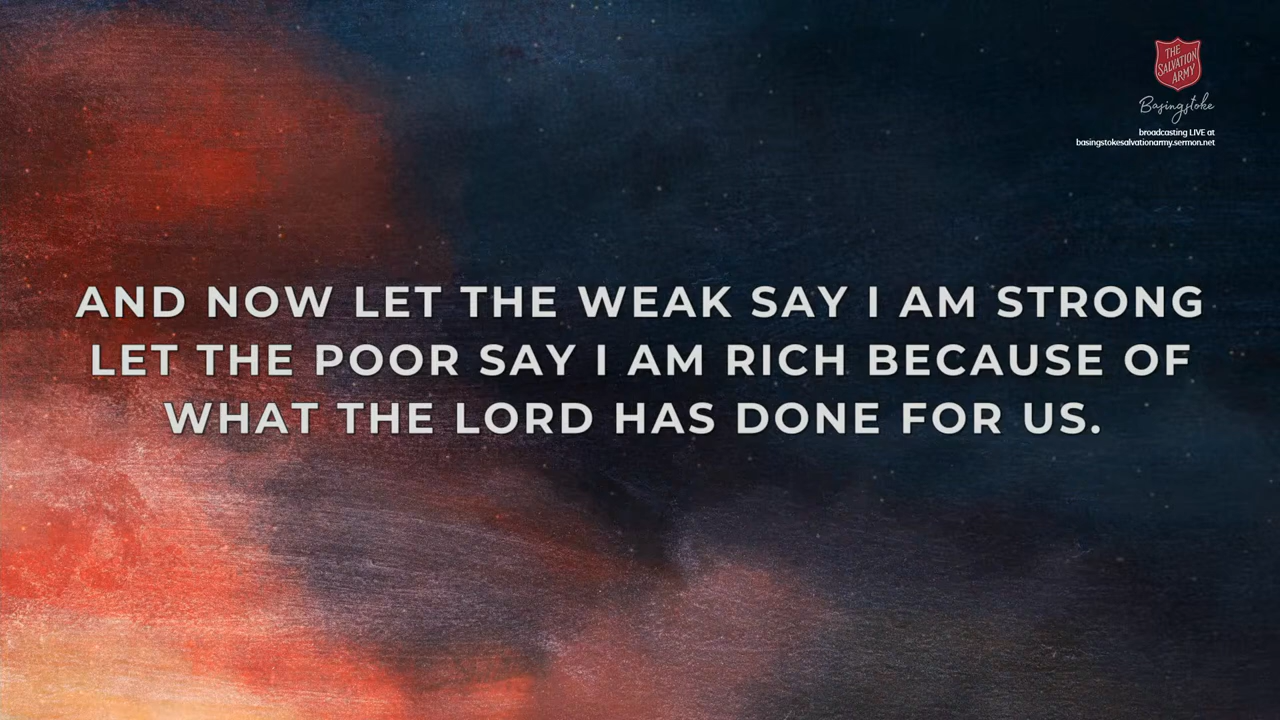 THE
SALVATION
ARMY
Basingstoke
broadcasting LIVE at
basingstokesalvationarmy.sermon.net
AND NOW LET THE WEAK SAY I AM STRONG
LET THE POOR SAY I AM RICH BECAUSE OF
WHAT THE LORD HAS DONE FOR US.